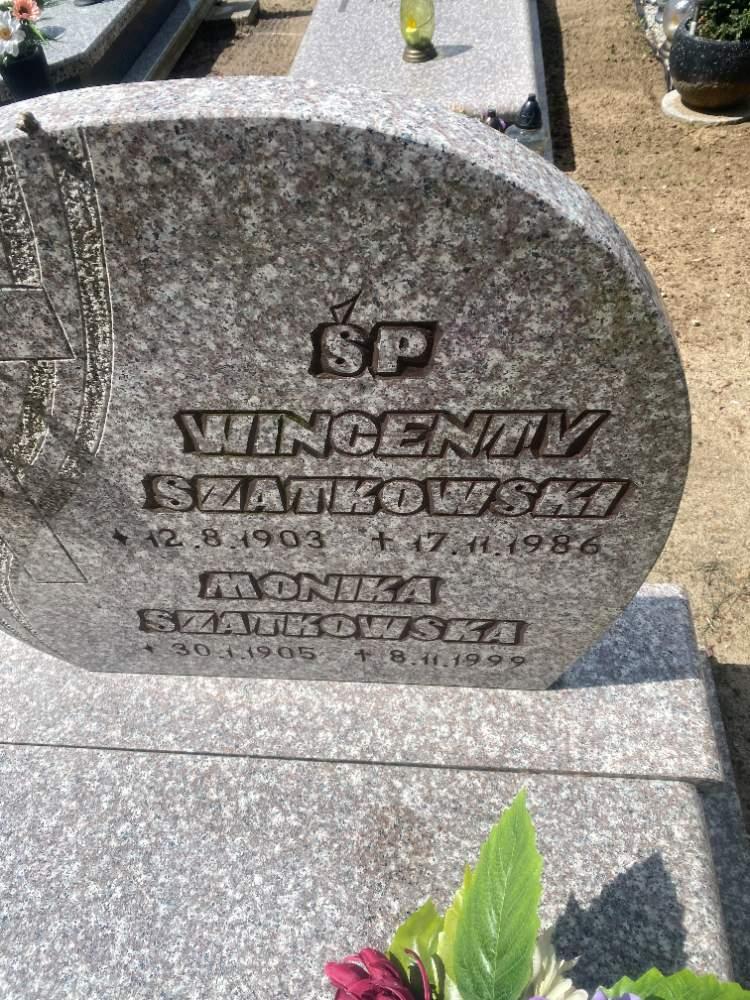 ŚP
WINCENTY
SZATKOWSKI
12.8.1903 + 17.11.1986
MONIKA
SZATKOWSKA
30.1.1905 + 8.11.1999